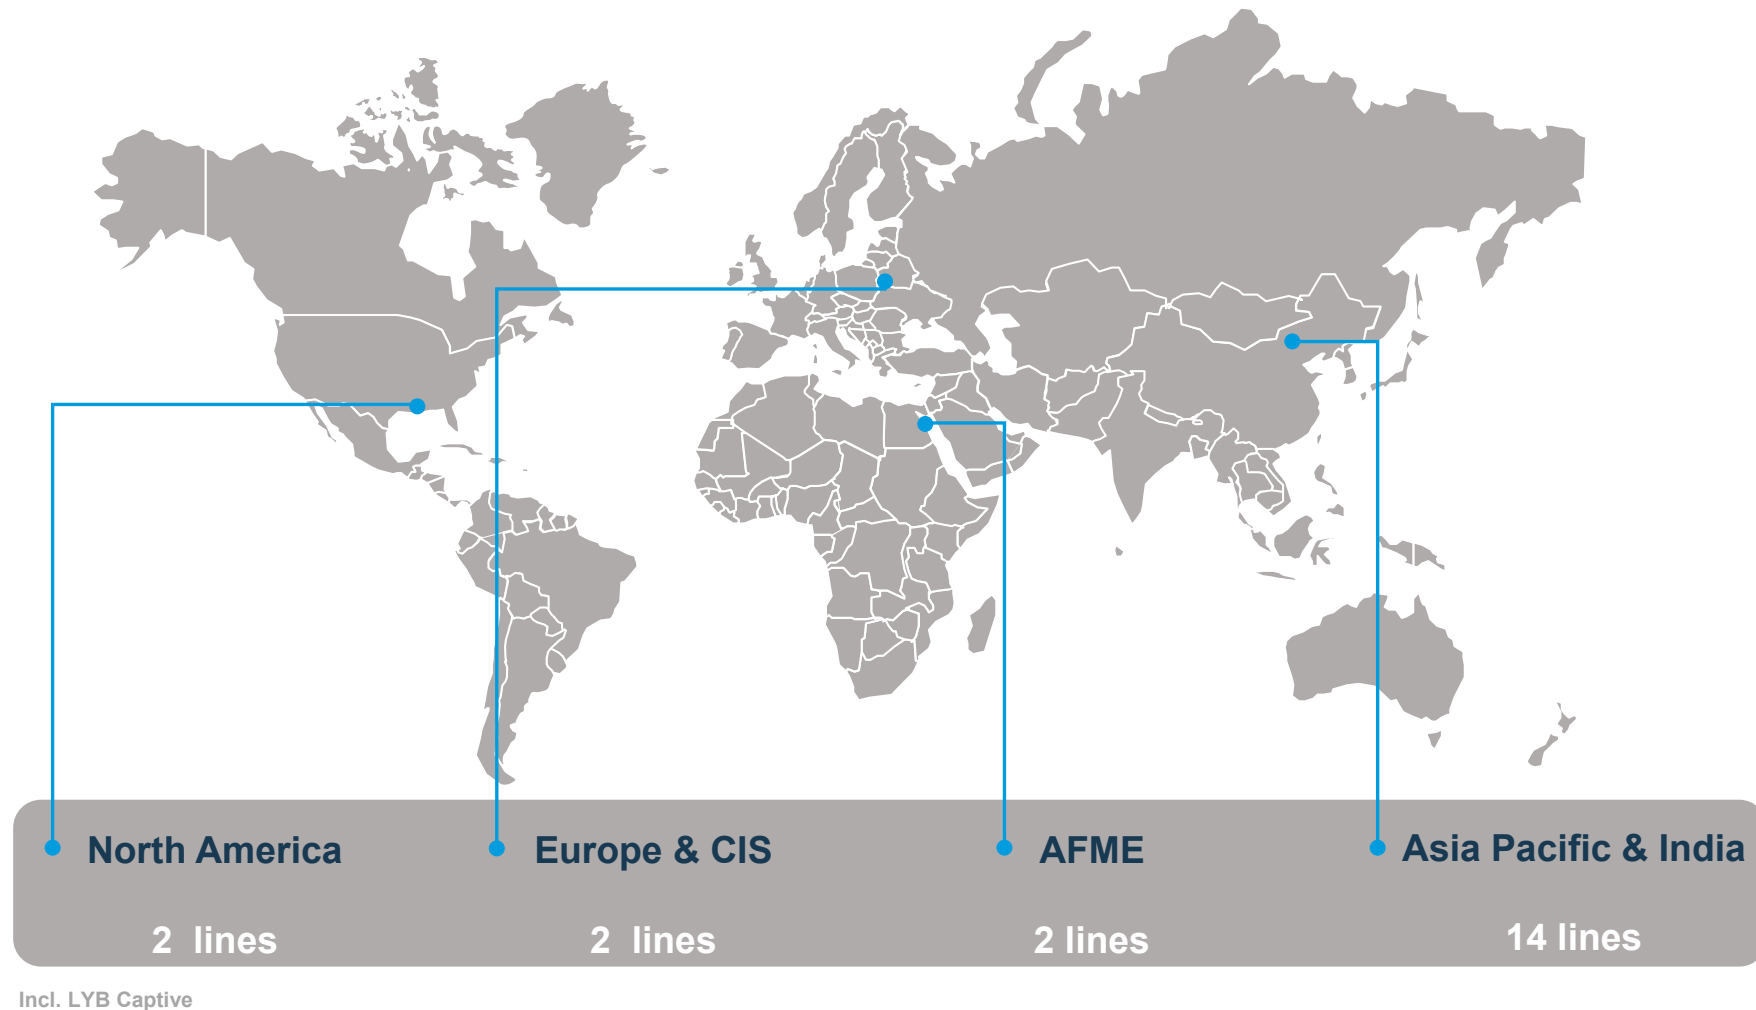 North America
Europe & CIS
AFME
Asia Pacific & India
2 lines
2 lines
2 lines
14 lines
Incl. LYB Captive